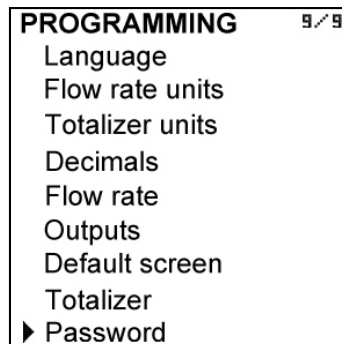 PROGRAMMING 9/9
Language
Flow rate units
Totalizer units
Decimals
Flow rate
Outputs
Default screen
Totalizer
Password